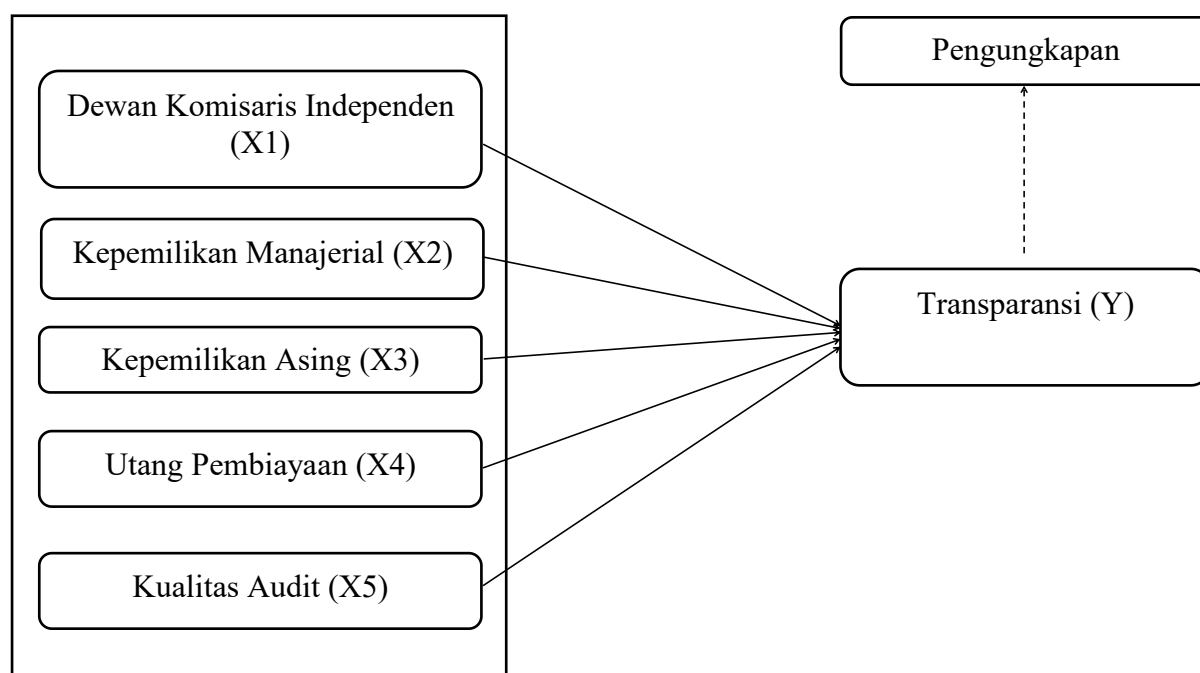 Dewan Komisaris Independen
(X1)
Kepemilikan Manajerial (X2)
Kepemilikan Asing (X3)
Utang Pembiayaan (X4)
Kualitas Audit (X5)
Pengungkapan
Transparansi (Y)